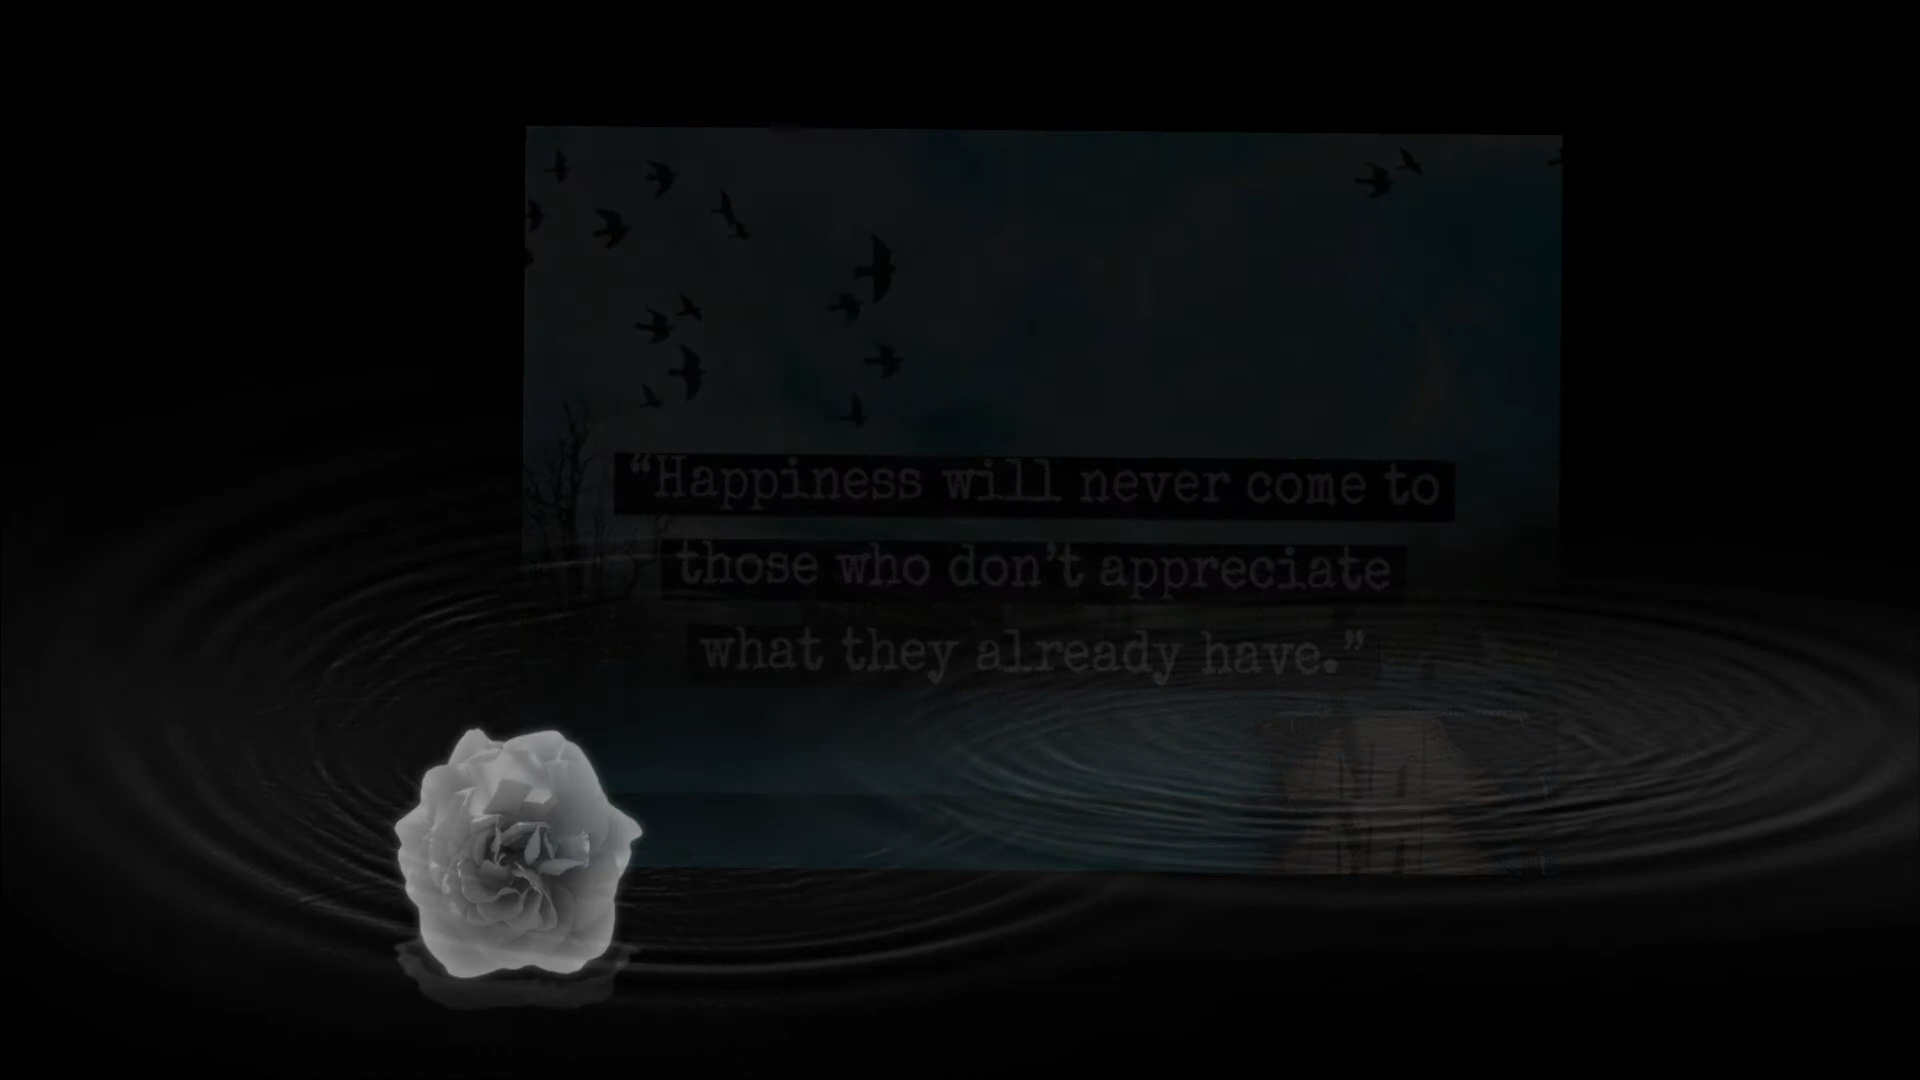 “Happiness will never come to
those who don’t appreciate
what they already have.”